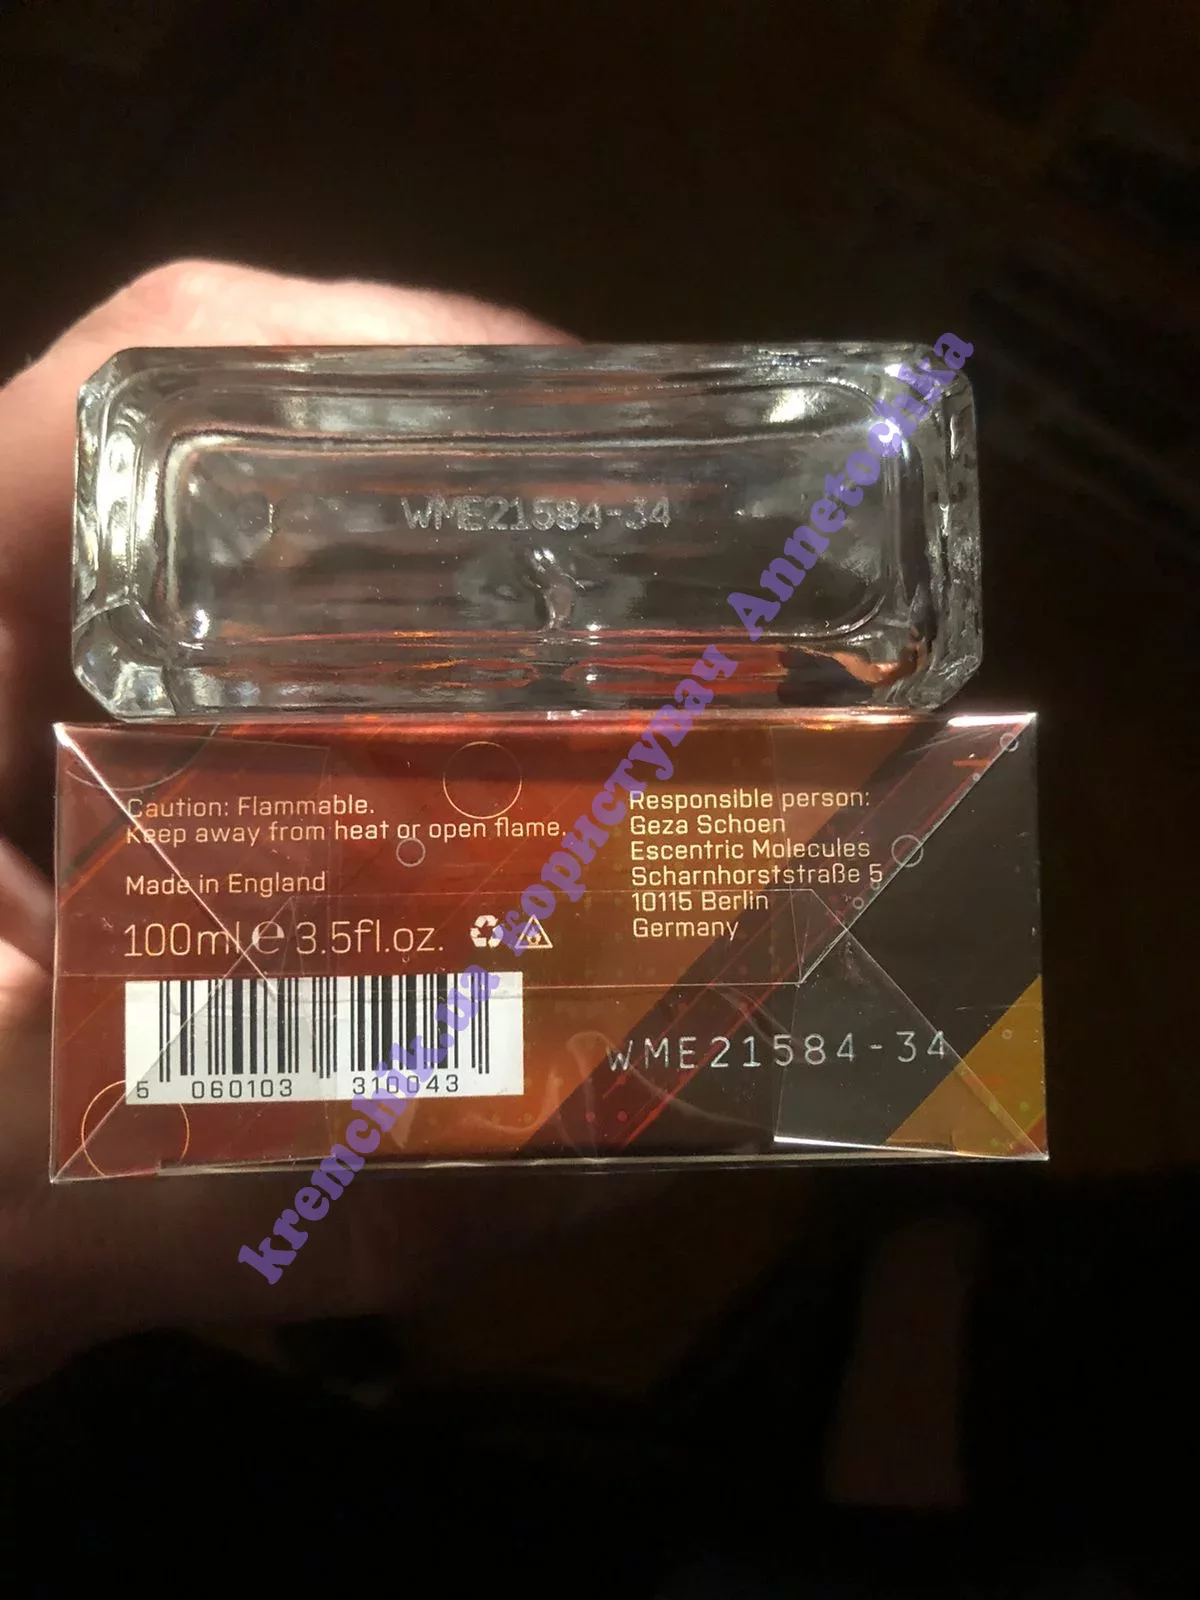 WME21584-34
Caution: Flammable.
Keep away from heat or open flame.
Made in England
100ml e 3.5fl.oz.
5 060103 310043
Responsible person:
Geza Schoen
Escentric Molecules
Scharnhorststraße 5
10115 Berlin
Germany
WME21584-34
kremchik.ua користувач Annetochka